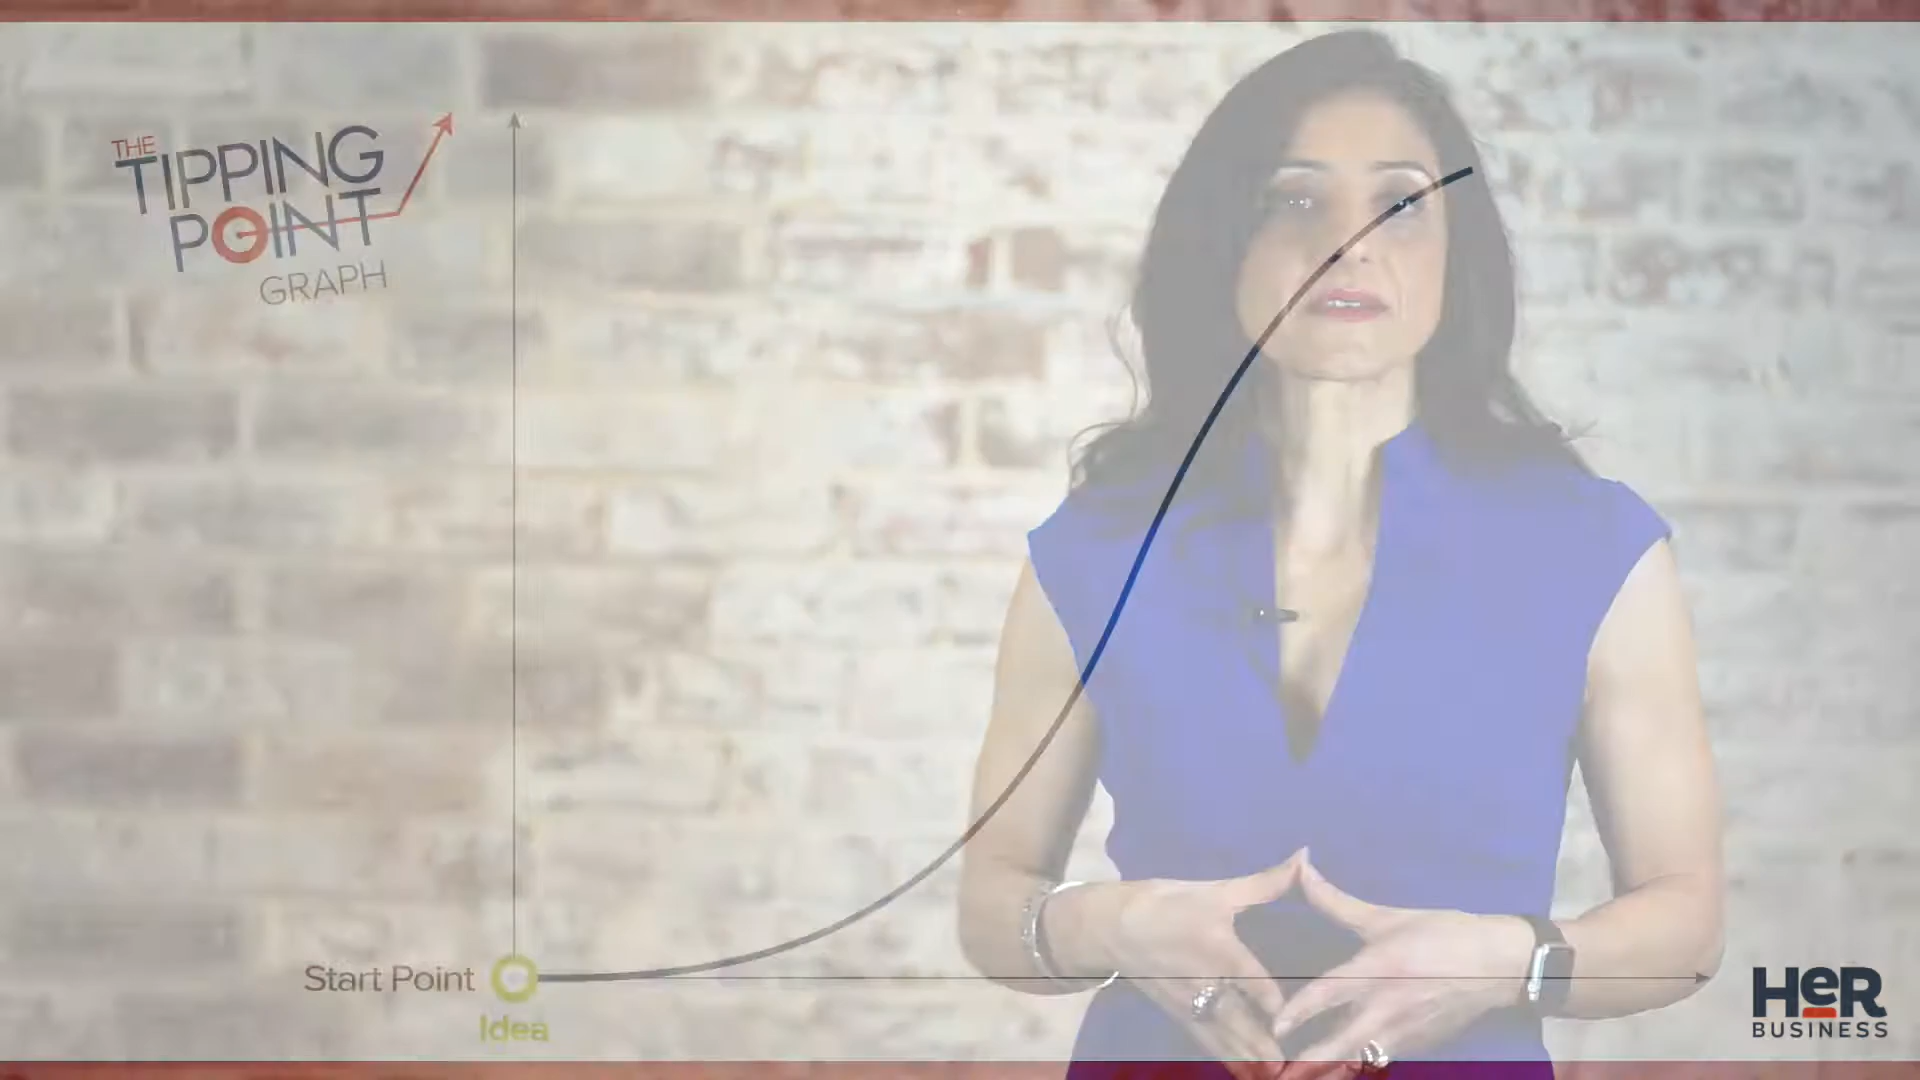 THE
TIPPING
POINT
GRAPH
Start Point
Idea
HER
BUSINESS